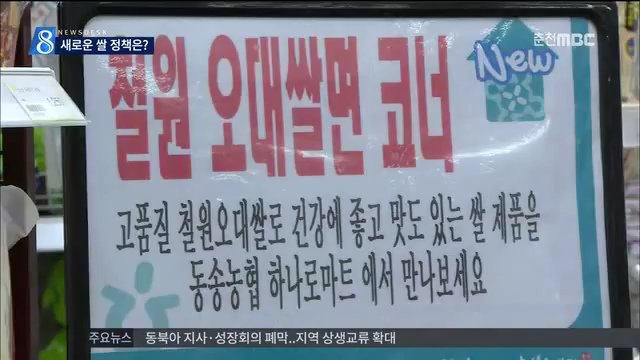 NEWSDESK
8 새로운 쌀 정책은?
춘천MBC
철원 오대쌀면 코너
New
고품질 철원오대쌀로 건강에 좋고 맛도 있는 쌀 제품을
동송농협 하나로마트 에서 만나보세요
주요뉴스 동북아 지사·성장회의 폐막..지역 상생교류 확대